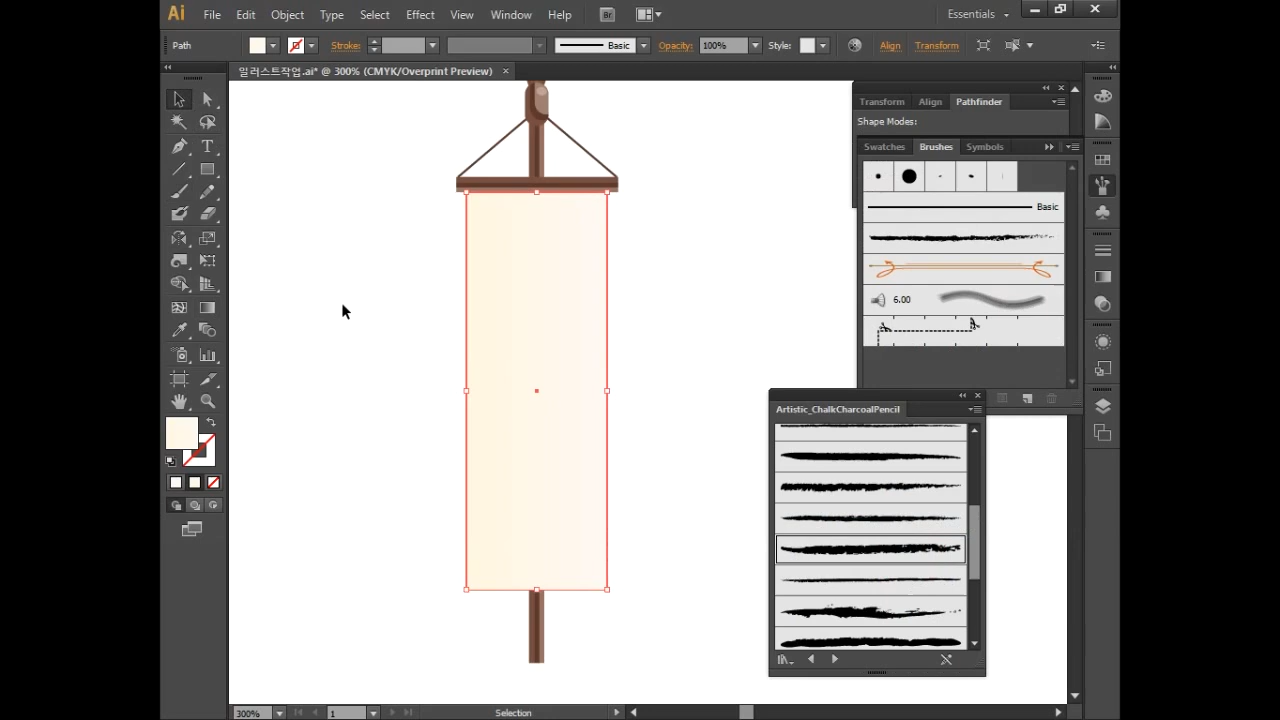 Ai File Edit Object Type Select Effect View Window Help Br Essentials
Path Stroke: Basic Opacity: 100% Style: Align Transform
일러스트작업.ai* @ 300% (CMYK/Overprint Preview)
Transform Align Pathfinder
Shape Modes:
Swatches Brushes Symbols
Basic
6.00
Artistic_ChalkCharcoalPencil
300% 1 Selection